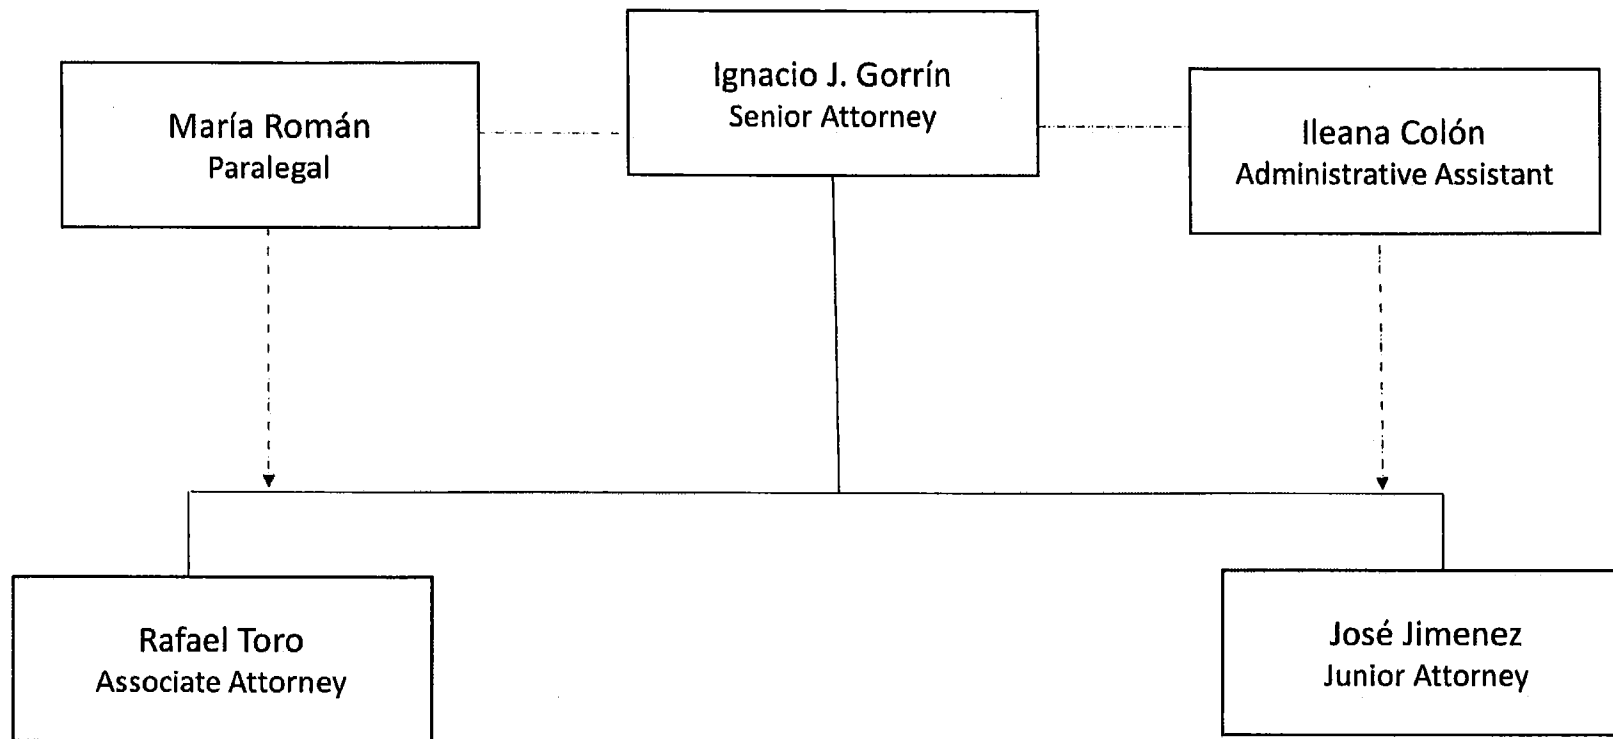 Ignacio J. Gorrín
Senior Attorney
María Román
Paralegal
Ileana Colón
Administrative Assistant
Rafael Toro
Associate Attorney
José Jimenez
Junior Attorney